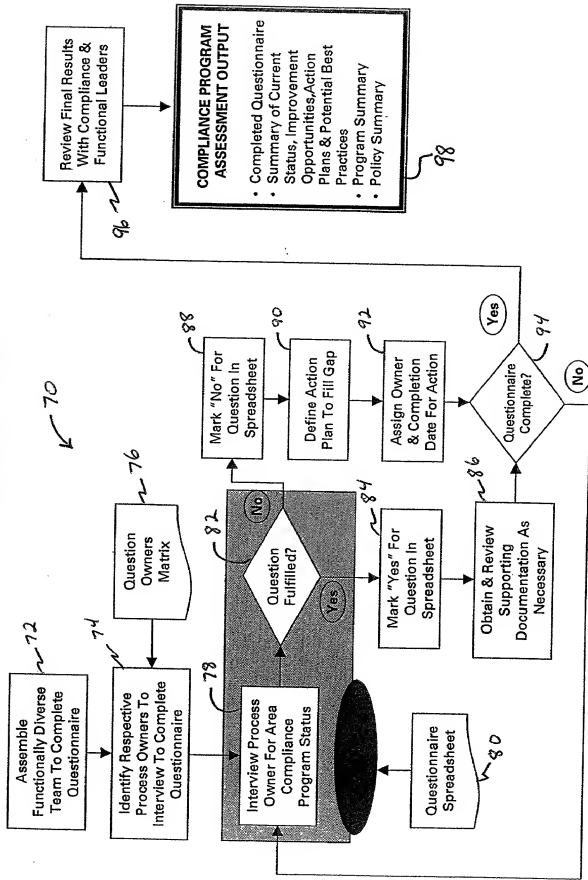 70
Assemble
Functionally Diverse
Team To Complete
Questionnaire
72
Identify Respective
Process Owners To
Interview To Complete
Questionnaire
74
Question
Owners
Matrix
76
Interview Process
Owner For Area
Compliance
Program Status
78
Questionnaire
Spreadsheet
80
Question
Fulfilled?
82
No
Yes
Mark "Yes" For
Question In
Spreadsheet
84
Obtain & Review
Supporting
Documentation As
Necessary
86
Mark "No" For
Question In
Spreadsheet
88
Define Action
Plan To Fill Gap
90
Assign Owner
& Completion
Date For Action
92
Questionnaire
Complete?
94
Yes
No
Review Final Results
With Compliance &
Functional Leaders
96
COMPLIANCE PROGRAM
ASSESSMENT OUTPUT
• Completed Questionnaire
• Summary of Current
Status, Improvement
Opportunities,Action
Plans & Potential Best
Practices
• Program Summary
• Policy Summary
98